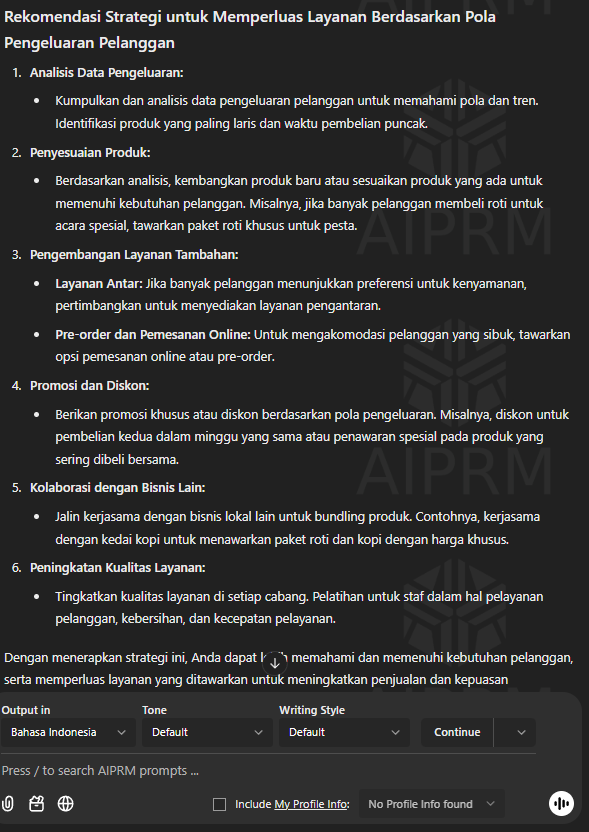 Rekomendasi Strategi untuk Memperluas Layanan Berdasarkan Pola
Pengeluaran Pelanggan
1. Analisis Data Pengeluaran:
• Kumpulkan dan analisis data pengeluaran pelanggan untuk memahami pola dan tren.
Identifikasi produk yang paling laris dan waktu pembelian puncak.
2. Penyesuaian Produk:
• Berdasarkan analisis, kembangkan produk baru atau sesuaikan produk yang ada untuk
memenuhi kebutuhan pelanggan. Misalnya, jika banyak pelanggan membeli roti untuk
acara spesial, tawarkan paket roti khusus untuk pesta.
3. Pengembangan Layanan Tambahan:
• Layanan Antar: Jika banyak pelanggan menunjukkan preferensi untuk kenyamanan,
pertimbangkan untuk menyediakan layanan pengantaran.
• Pre-order dan Pemesanan Online: Untuk mengakomodasi pelanggan yang sibuk, tawarkan
opsi pemesanan online atau pre-order.
4. Promosi dan Diskon:
• Berikan promosi khusus atau diskon berdasarkan pola pengeluaran. Misalnya, diskon untuk
pembelian kedua dalam minggu yang sama atau penawaran spesial pada produk yang
sering dibeli bersama.
5. Kolaborasi dengan Bisnis Lain:
• Jalin kerjasama dengan bisnis lokal lain untuk bundling produk. Contohnya, kerjasama
dengan kedai kopi untuk menawarkan paket roti dan kopi dengan harga khusus.
6. Peningkatan Kualitas Layanan:
• Tingkatkan kualitas layanan di setiap cabang. Pelatihan untuk staf dalam hal pelayanan
pelanggan, kebersihan, dan kecepatan pelayanan.
Dengan menerapkan strategi ini, Anda dapat memahami dan memenuhi kebutuhan pelanggan,
serta memperluas layanan yang ditawarkan untuk meningkatkan penjualan dan kepuasan
Output in Tone Writing Style
Bahasa Indonesia Default Default Continue
Press / to search AIPRM prompts ...
Include My Profile Info: No Profile Info found
AIPRM
AIPRM
AIPRM